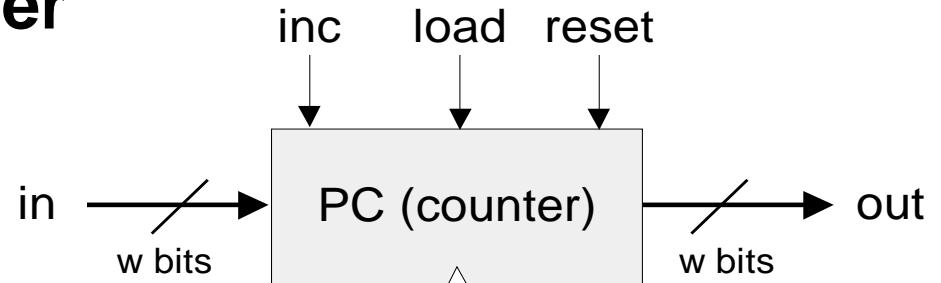 er
inc load reset
in PC (counter) out
w bits w bits